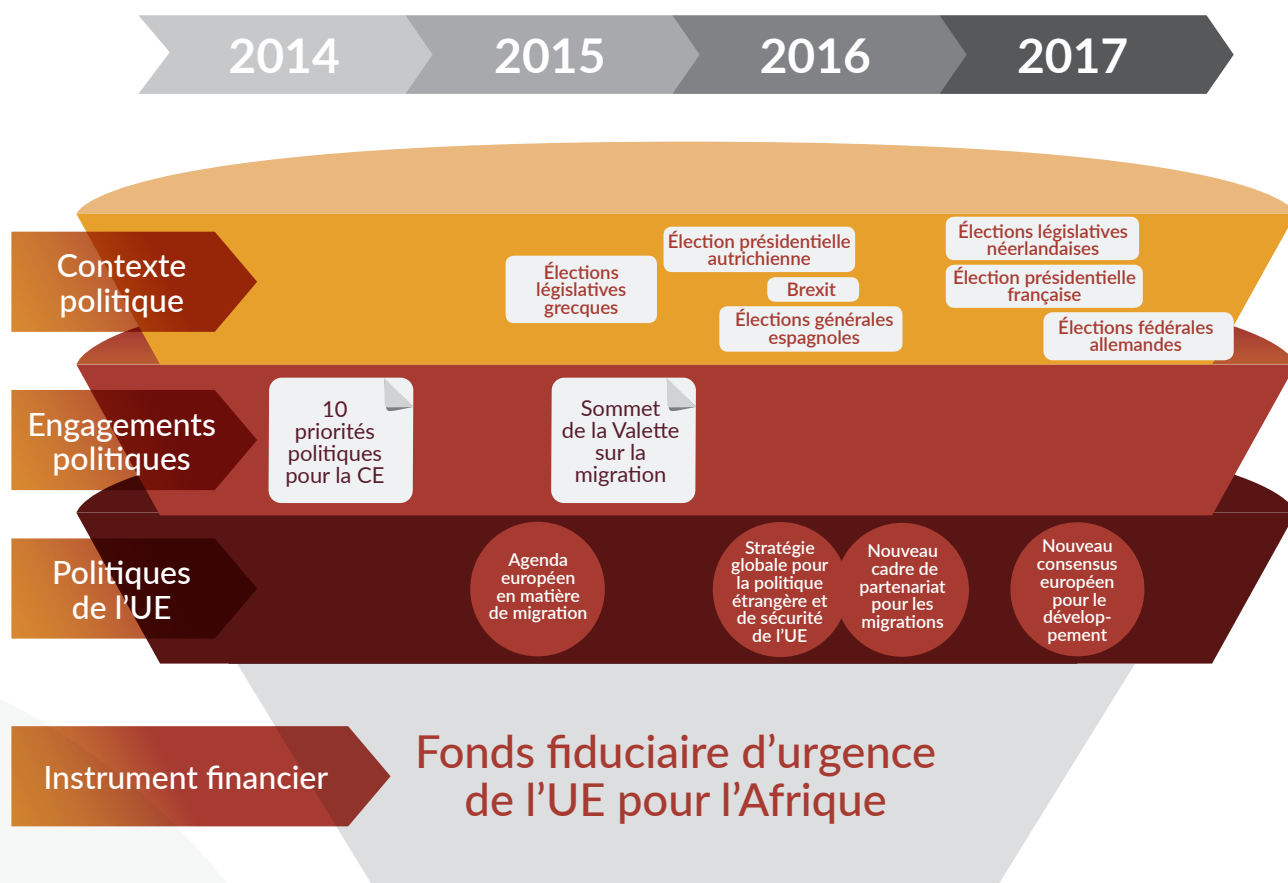 2014
2015
2016
2017
Contexte
politique
Élections
législatives
grecques
Élection présidentielle
autrichienne
Brexit
Élections générales
espagnoles
Élections législatives
néerlandaises
Élection présidentielle
française
Élections fédérales
allemandes
Engagements
politiques
10
priorités
politiques
pour la CE
Sommet
de la Valette
sur la
migration
Politiques
de l’UE
Agenda
européen
en matière
de migration
Stratégie
globale pour
la politique
étrangère et
de sécurité
de l’UE
Nouveau
cadre de
partenariat
pour les
migrations
Nouveau
consensus
européen
pour le
dévelop-
pement
Instrument financier
Fonds fiduciaire d’urgence
de l’UE pour l’Afrique